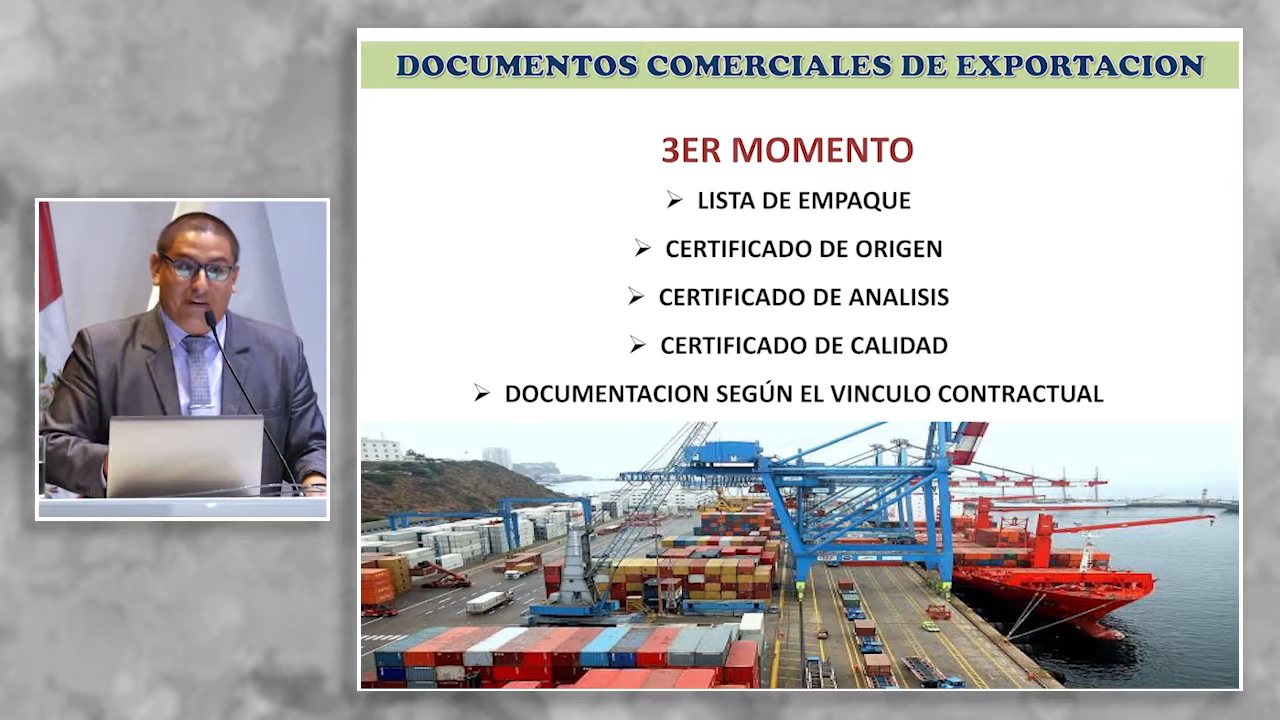 DOCUMENTOS COMERCIALES DE EXPORTACION
3ER MOMENTO
LISTA DE EMPAQUE
CERTIFICADO DE ORIGEN
CERTIFICADO DE ANALISIS
CERTIFICADO DE CALIDAD
DOCUMENTACION SEGÚN EL VINCULO CONTRACTUAL